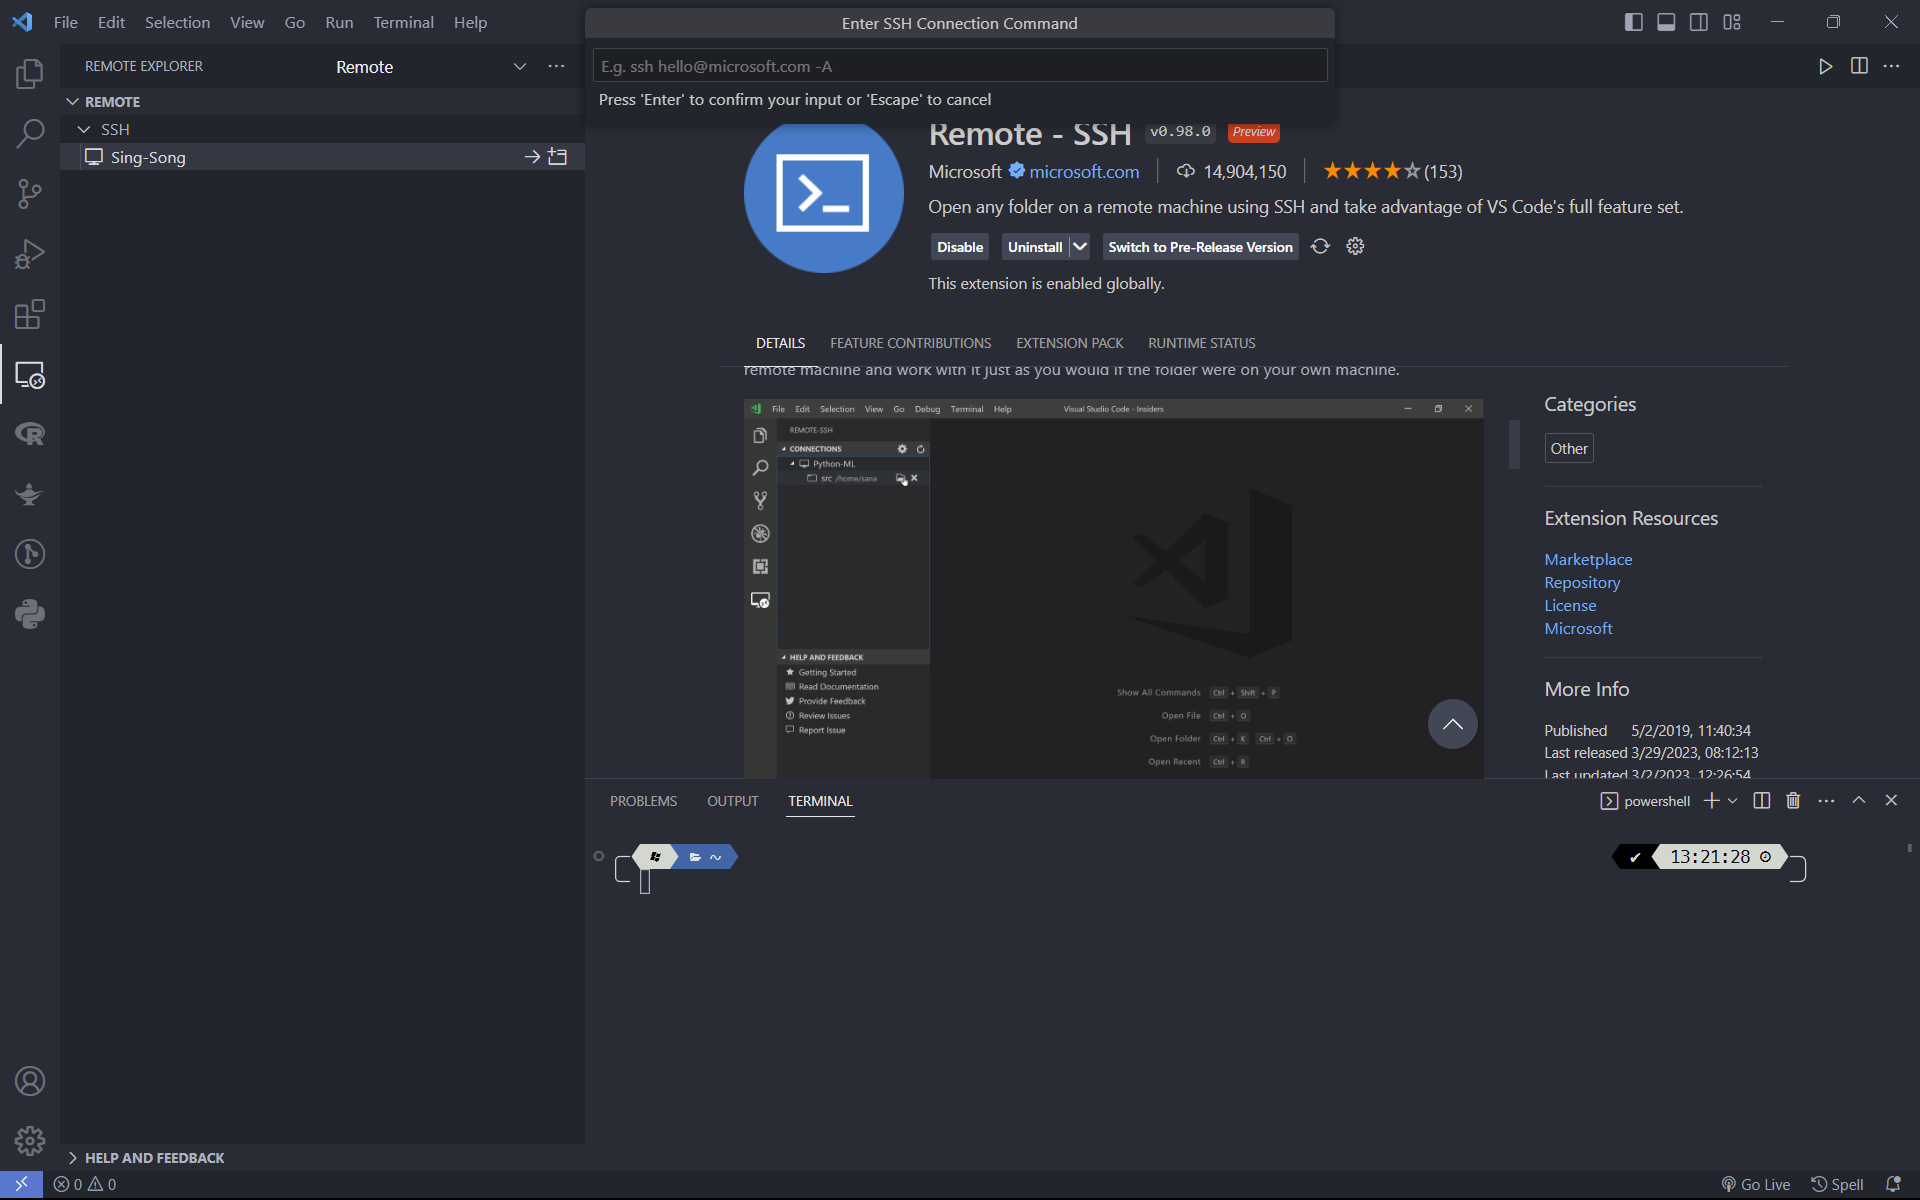 File Edit Selection View Go Run Terminal Help
Enter SSH Connection Command
E.g. ssh hello@microsoft.com -A
Press 'Enter' to confirm your input or 'Escape' to cancel
REMOTE EXPLORER
Remote
REMOTE
SSH
Sing-Song
Remote - SSH v0.98.0 Preview
Microsoft microsoft.com 14,904,150 (153)
Open any folder on a remote machine using SSH and take advantage of VS Code's full feature set.
Disable Uninstall Switch to Pre-Release Version
This extension is enabled globally.
DETAILS FEATURE CONTRIBUTIONS EXTENSION PACK RUNTIME STATUS
remote machine and work with it just as you would if the folder were on your own machine.
File Edit Selection View Go Debug Terminal Help Visual Studio Code - Insiders
REMOTE-SSH
CONNECTIONS
Python-ML
src /home/sana
HELP AND FEEDBACK
Getting Started
Read Documentation
Provide Feedback
Review Issues
Report Issue
Show All Commands Ctrl + Shift + P
Open File Ctrl + O
Open Folder Ctrl + K Ctrl + O
Open Recent Ctrl + R
Categories
Other
Extension Resources
Marketplace
Repository
License
Microsoft
More Info
Published 5/2/2019, 11:40:34
Last released 3/29/2023, 08:12:13
Last updated 3/2/2023, 12:26:54
PROBLEMS OUTPUT TERMINAL
powershell
~
13:21:28
HELP AND FEEDBACK
0 0
Go Live Spell